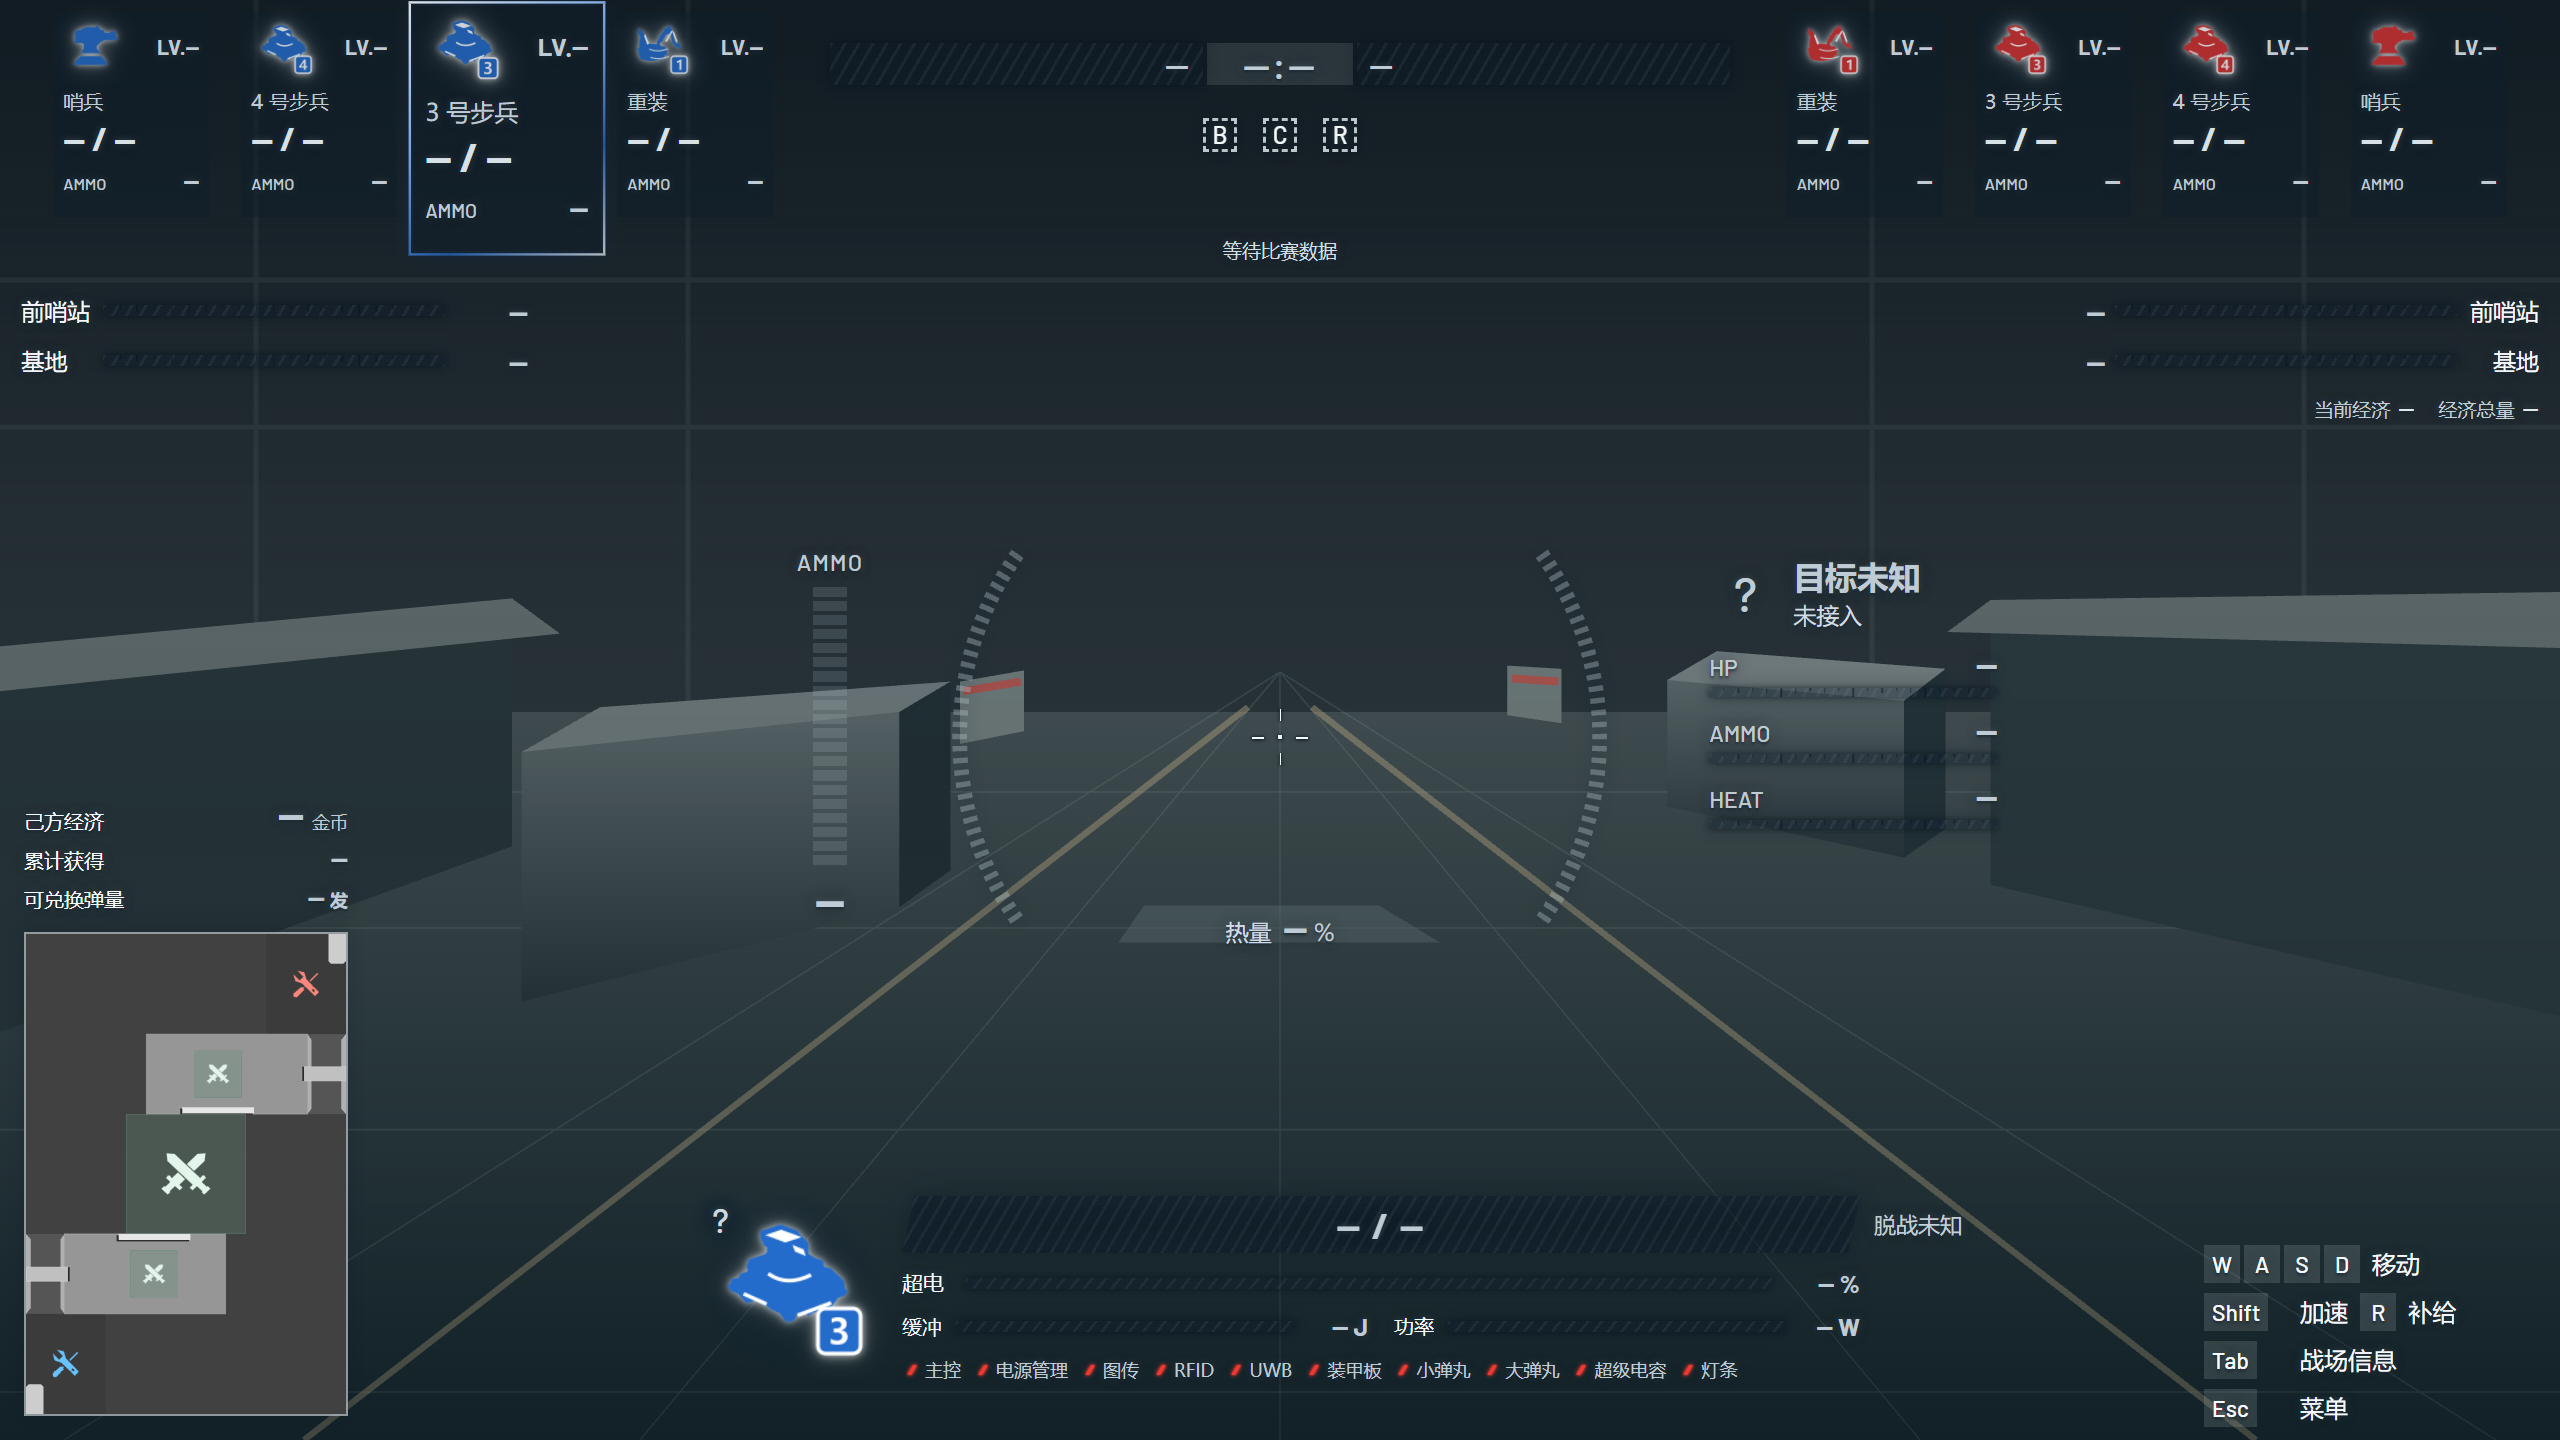 LV.–
哨兵
– / –
AMMO –
4
LV.–
4 号步兵
– / –
AMMO –
3
LV.–
3 号步兵
– / –
AMMO –
1
LV.–
重装
– / –
AMMO –
– –:– –
B C R
等待比赛数据
1
LV.–
重装
– / –
AMMO –
3
LV.–
3 号步兵
– / –
AMMO –
4
LV.–
4 号步兵
– / –
AMMO –
LV.–
哨兵
– / –
AMMO –
前哨站 –
基地 –
– 前哨站
– 基地
当前经济 – 经济总量 –
AMMO
–
? 目标未知
未接入
HP –
AMMO –
HEAT –
热量 – %
己方经济 – 金币
累计获得 –
可兑换弹量 – 发
?
3
– / –
脱战未知
超电 – %
缓冲 – J 功率 – W
主控 电源管理 图传 RFID UWB 装甲板 小弹丸 大弹丸 超级电容 灯条
W A S D 移动
Shift 加速 R 补给
Tab 战场信息
Esc 菜单